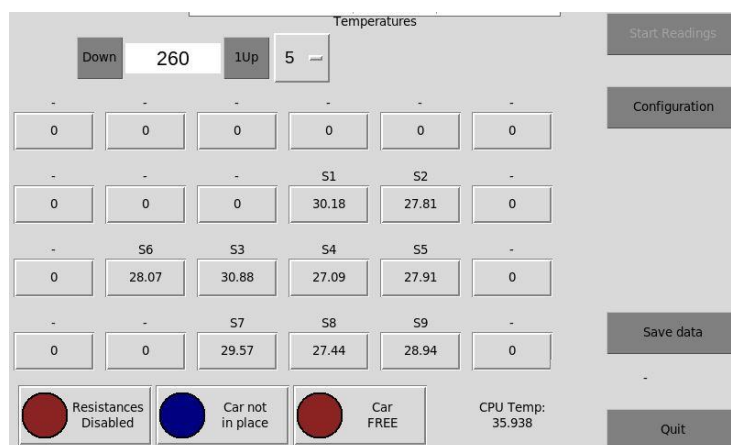 Temperatures
Start Readings
Down 260 1Up 5
Configuration
- - - - - -
0 0 0 0 0 0
- - - S1 S2 -
0 0 0 30.18 27.81 0
- S6 S3 S4 S5 -
0 28.07 30.88 27.09 27.91 0
- - S7 S8 S9 -
0 0 29.57 27.44 28.94 0
Save data
-
Resistances
Disabled
Car not
in place
Car
FREE
CPU Temp:
35.938
Quit